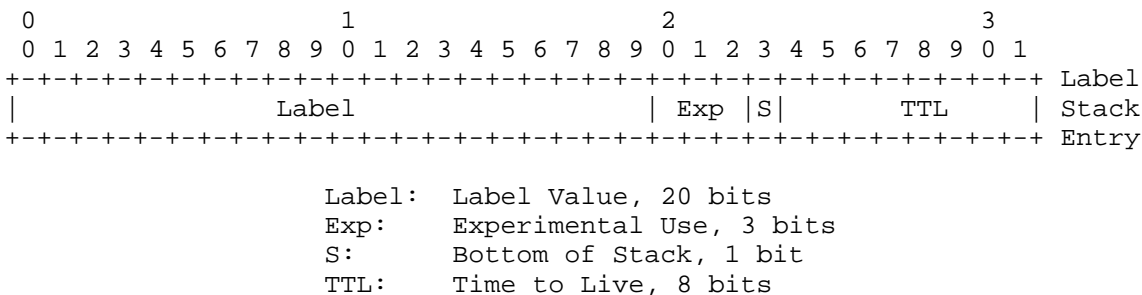 0                   1                   2                   3
 0 1 2 3 4 5 6 7 8 9 0 1 2 3 4 5 6 7 8 9 0 1 2 3 4 5 6 7 8 9 0 1
+-+-+-+-+-+-+-+-+-+-+-+-+-+-+-+-+-+-+-+-+-+-+-+-+-+-+-+-+-+-+-+-+ Label
|                Label                  | Exp |S|       TTL     | Stack
+-+-+-+-+-+-+-+-+-+-+-+-+-+-+-+-+-+-+-+-+-+-+-+-+-+-+-+-+-+-+-+-+ Entry
                    Label:  Label Value, 20 bits
                    Exp:    Experimental Use, 3 bits
                    S:      Bottom of Stack, 1 bit
                    TTL:    Time to Live, 8 bits